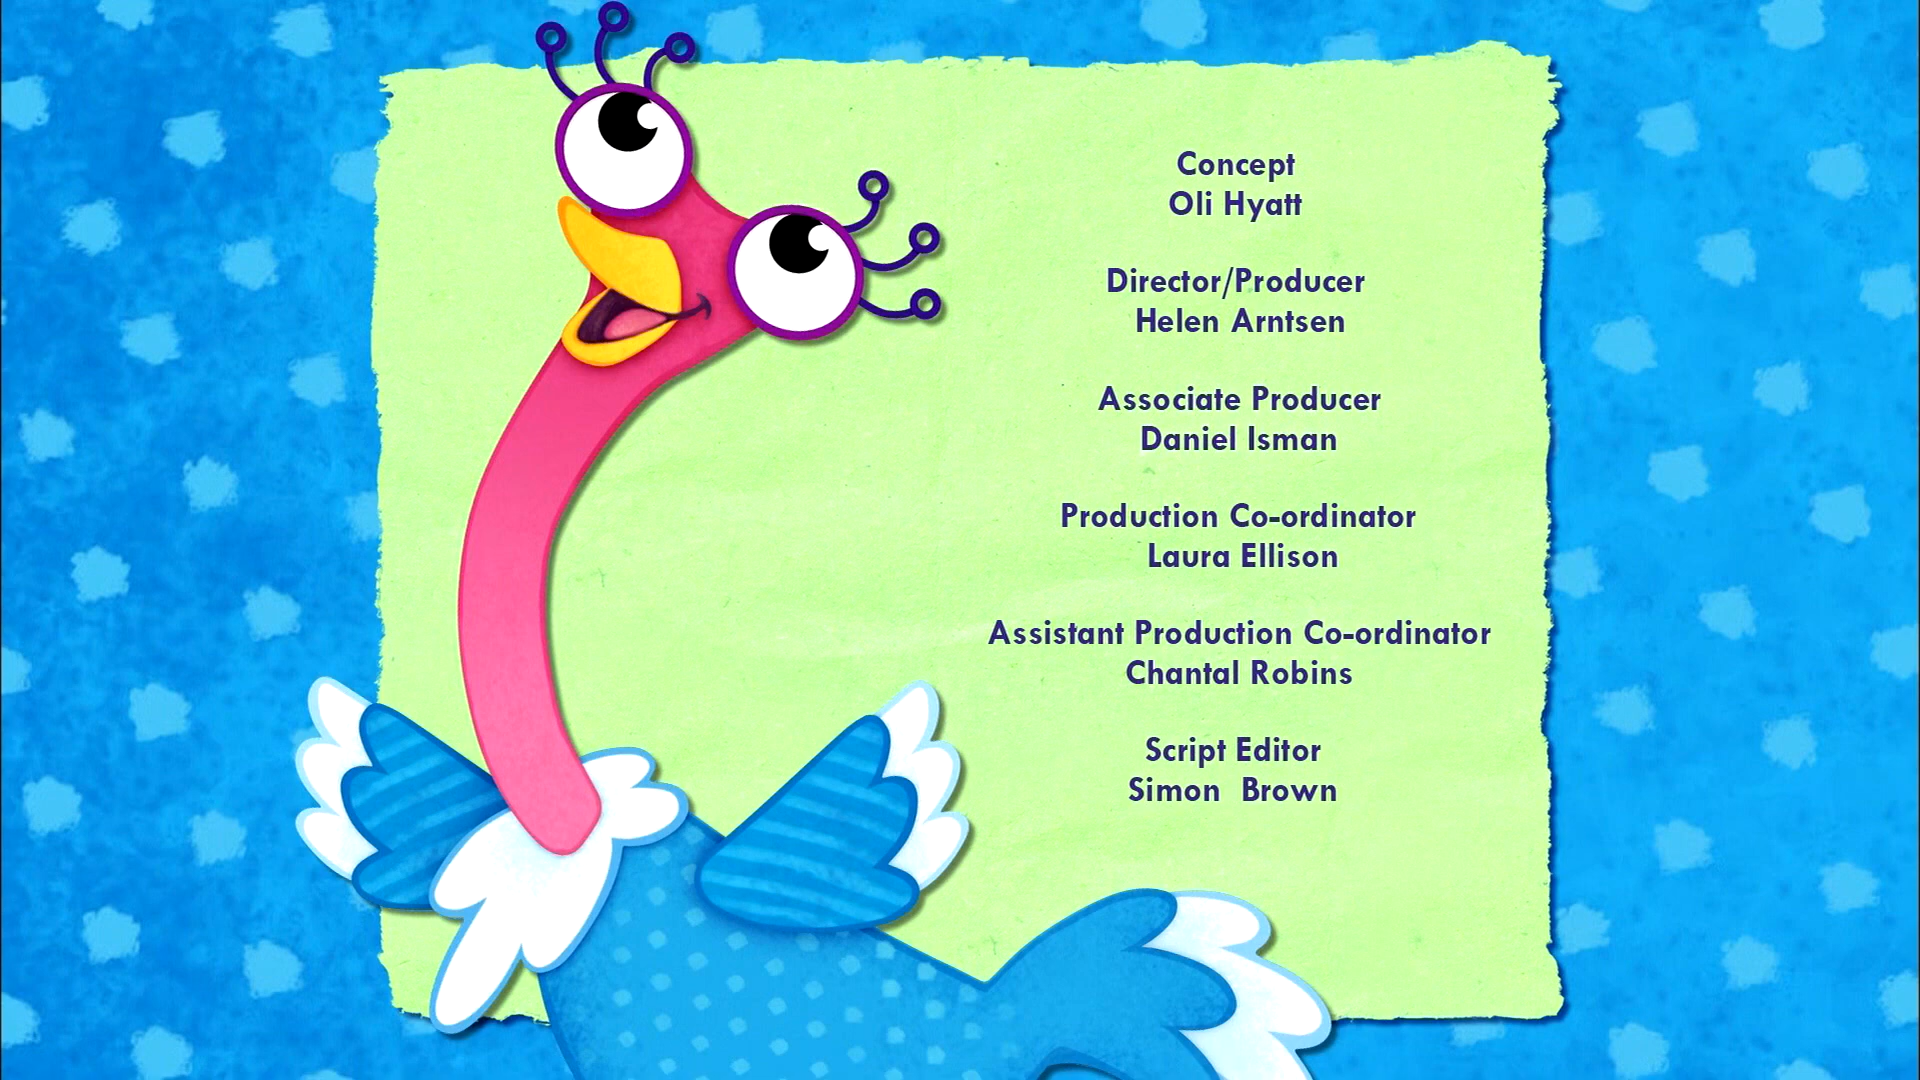 Concept
Oli Hyatt
Director/Producer
Helen Arntsen
Associate Producer
Daniel Isman
Production Co-ordinator
Laura Ellison
Assistant Production Co-ordinator
Chantal Robins
Script Editor
Simon  Brown